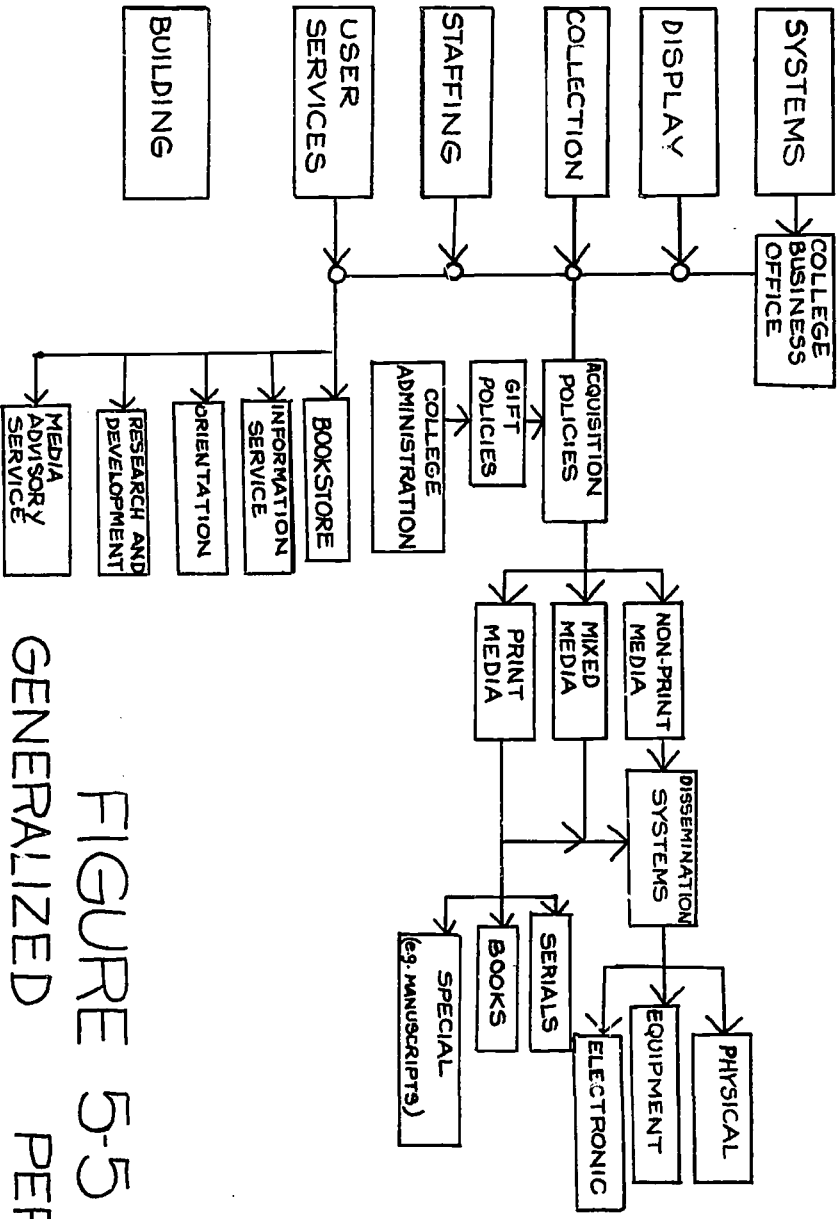 SYSTEMS
DISPLAY
COLLECTION
STAFFING
USER
SERVICES
BUILDING
COLLEGE
BUSINESS
OFFICE
ACQUISITION
POLICIES
GIFT
POLICIES
COLLEGE
ADMINISTRATION
BOOKSTORE
INFORMATION
SERVICE
ORIENTATION
RESEARCH AND
DEVELOPMENT
MEDIA
ADVISORY
SERVICE
NON-PRINT
MEDIA
MIXED
MEDIA
PRINT
MEDIA
DISSEMINATION
SYSTEMS
SERIALS
BOOKS
SPECIAL
(e.g. MANUSCRIPTS)
PHYSICAL
EQUIPMENT
ELECTRONIC
FIGURE 5-5
GENERALIZED